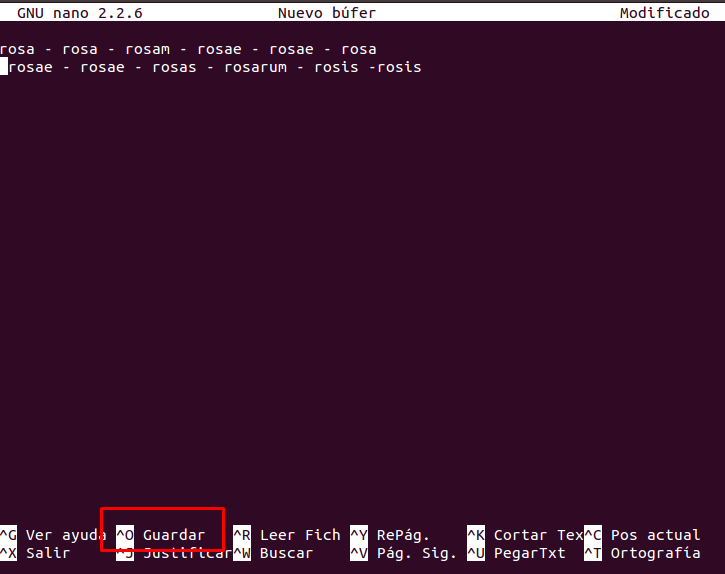 GNU nano 2.2.6 Nuevo búfer Modificado
rosa - rosa - rosam - rosae - rosae - rosa
rosae - rosae - rosas - rosarum - rosis -rosis
^G Ver ayuda ^O Guardar ^R Leer Fich ^Y RePág. ^K Cortar Tex ^C Pos actual
^X Salir ^J Justificar ^W Buscar ^V Pág. Sig. ^U PegarTxt ^T Ortografía